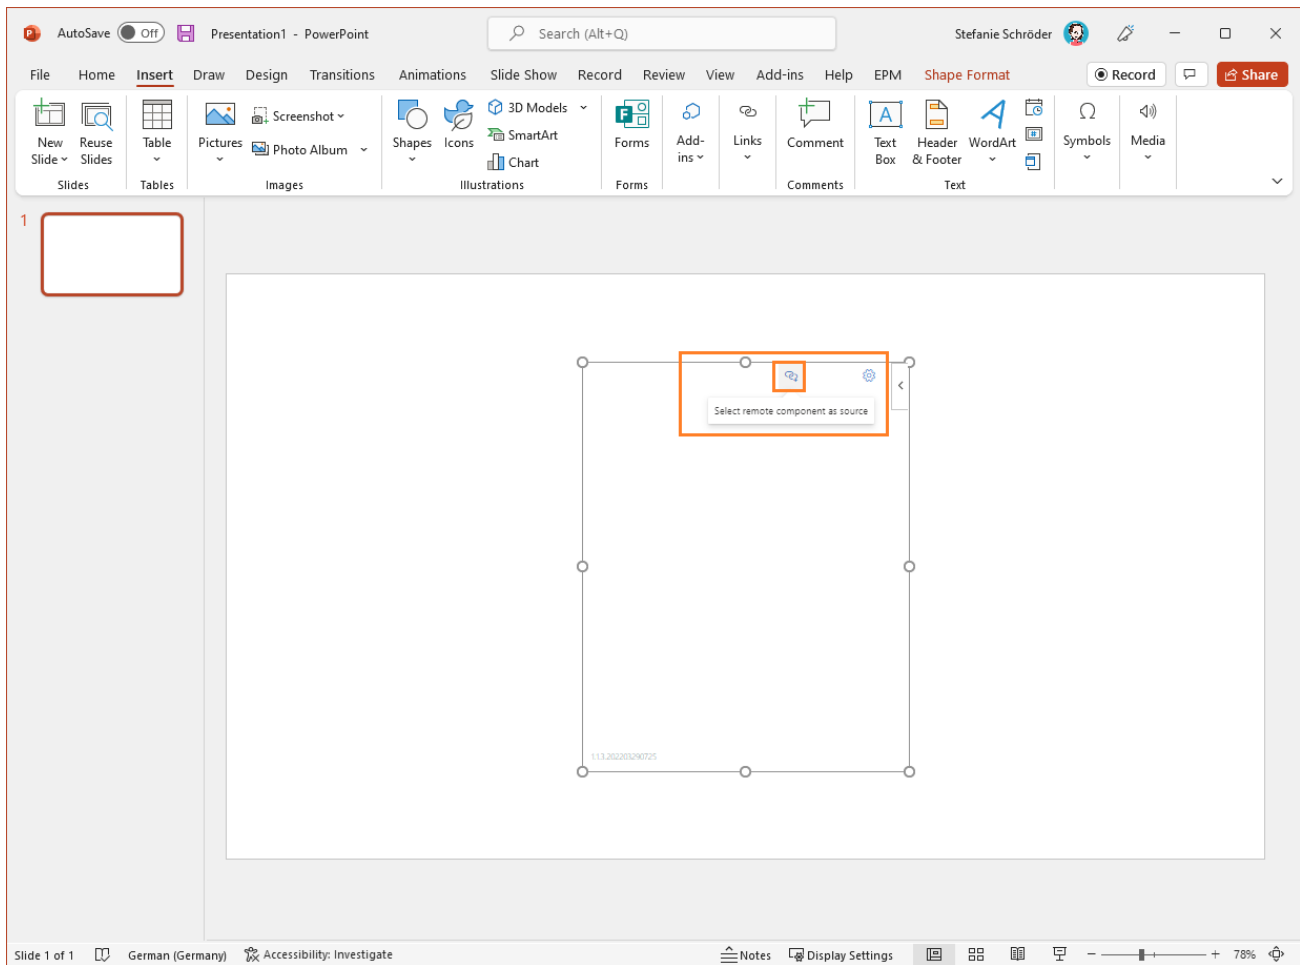 AutoSave Off Presentation1 - PowerPoint Search (Alt+Q) Stefanie Schröder
File Home Insert Draw Design Transitions Animations Slide Show Record Review View Add-ins Help EPM Shape Format Record Share
New Slide
Reuse Slides
Slides
Table
Tables
Pictures
Screenshot
Photo Album
Images
Shapes
Icons
3D Models
SmartArt
Chart
Illustrations
Forms
Forms
Add-ins
Links
Comment
Comments
Text Box
Header & Footer
WordArt
Text
Symbols
Media
1
Select remote component as source
1.1.3.202203290725
Slide 1 of 1 German (Germany) Accessibility: Investigate Notes Display Settings 78%